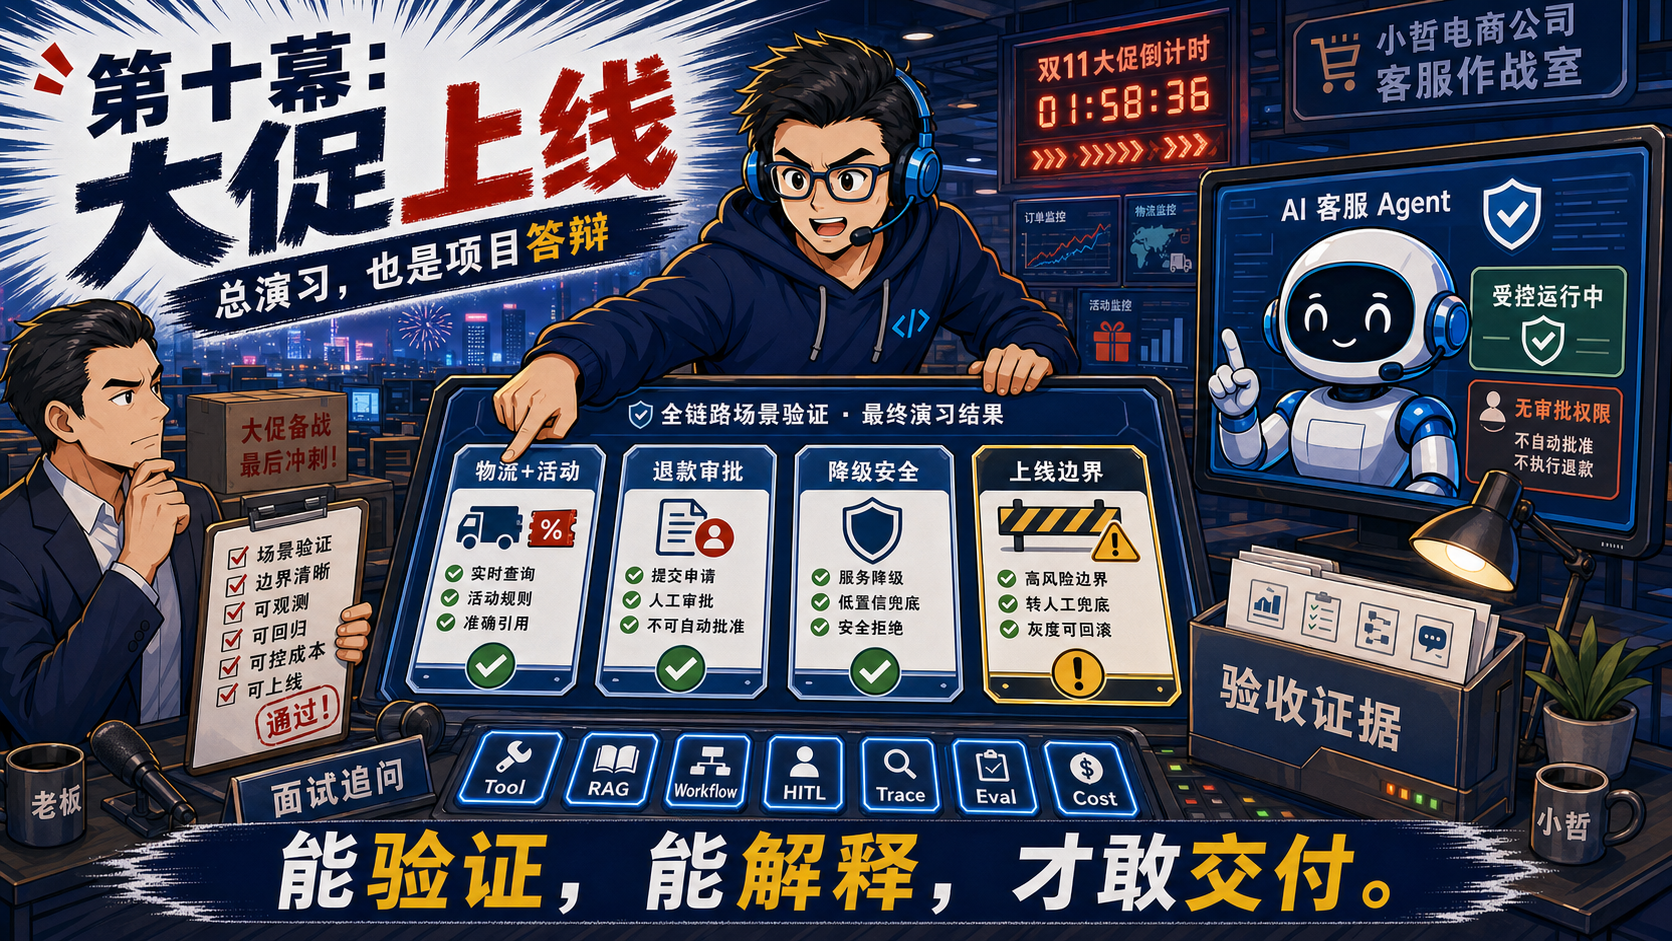 第十幕：
大促上线
总演习，也是项目答辩
双11大促倒计时
01:58:36
小哲电商公司
客服作战室
订单监控
物流监控
活动监控
AI 客服 Agent
受控运行中
无审批权限
不自动批准
不执行退款
大促备战
最后冲刺！
场景验证
边界清晰
可观测
可回归
可控成本
可上线
通过！
</>
全链路场景验证 · 最终演习结果
物流+活动
%
实时查询
活动规则
准确引用
退款审批
提交申请
人工审批
不可自动批准
降级安全
服务降级
低置信兜底
安全拒绝
上线边界
高风险边界
转人工兜底
灰度可回滚
验收证据
老板
面试追问
Tool
RAG
Workflow
HITL
Trace
Eval
$
Cost
小哲
能验证，能解释，才敢交付。